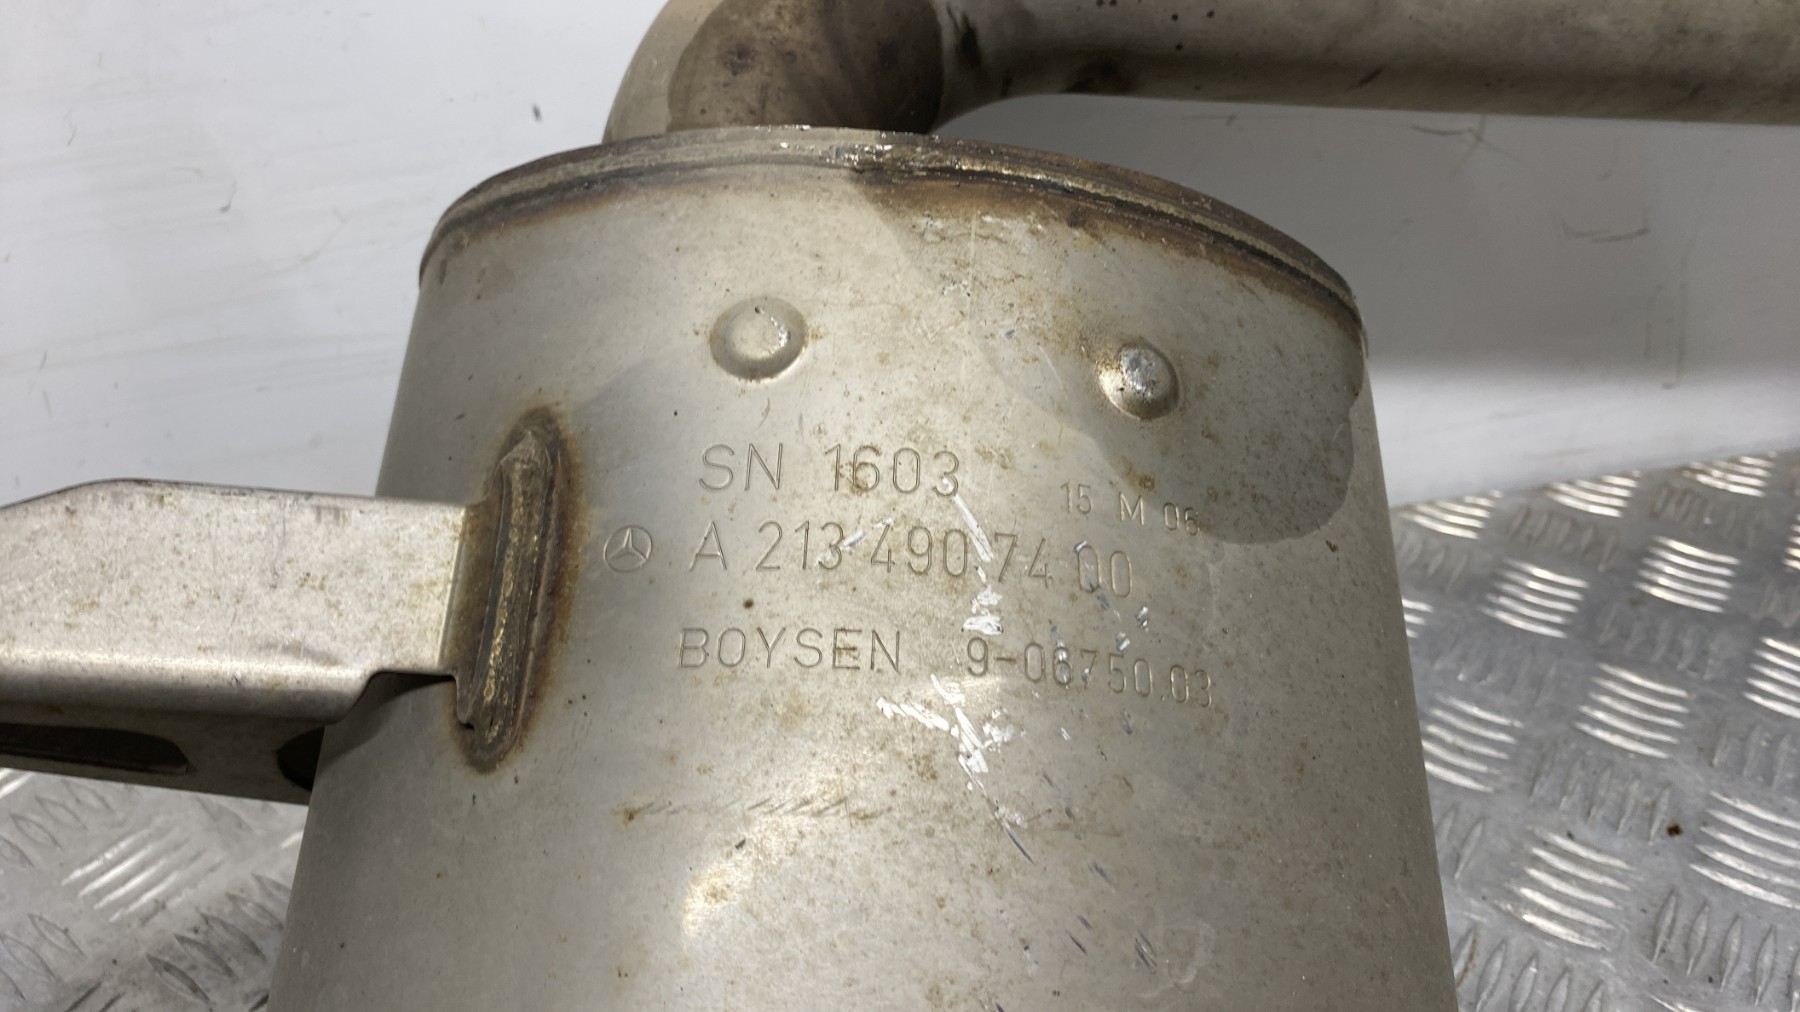 SN 1603
15 M 06
A 213 490 74 00
BOYSEN 9-06750.03